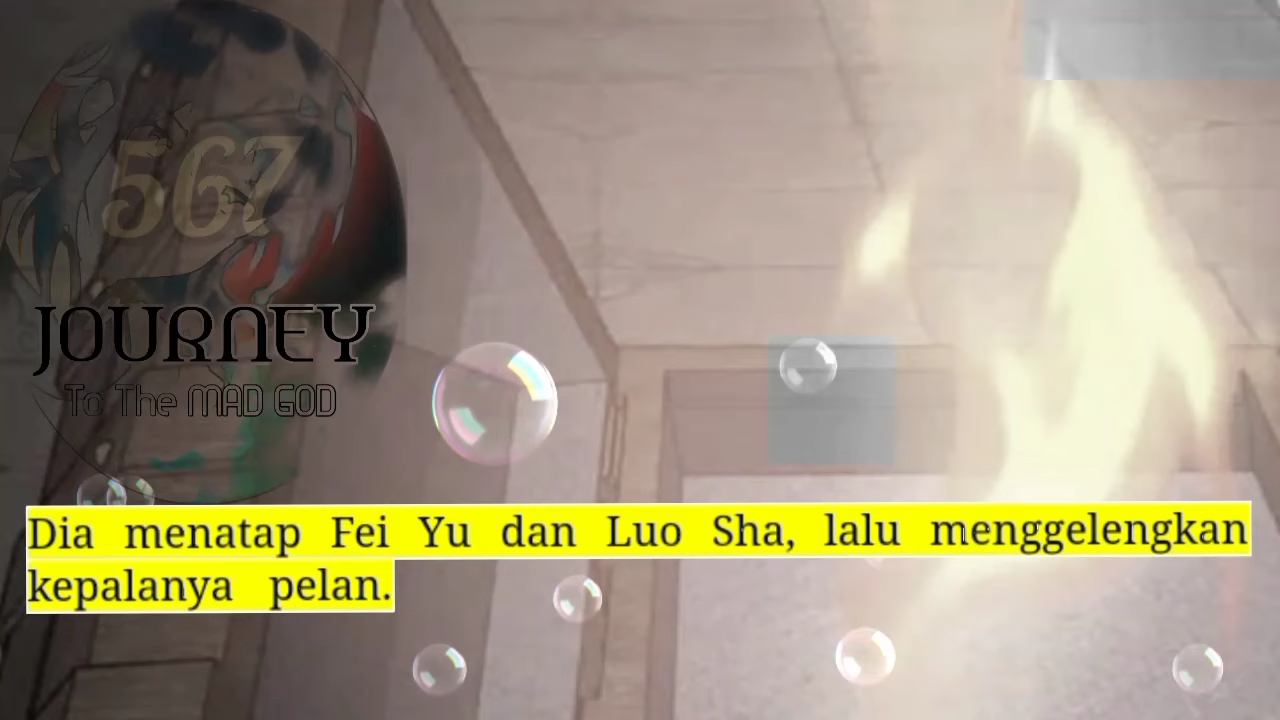 567
JOURNEY
To The MAD GOD
Dia menatap Fei Yu dan Luo Sha, lalu menggelengkan
kepalanya pelan.